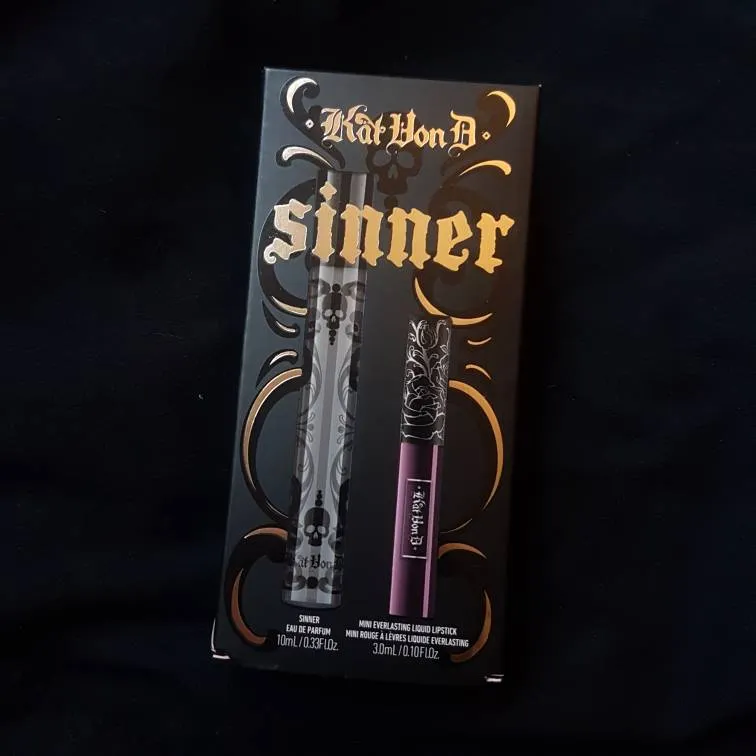 Kat Von D
sinner
Kat Von D
Kat Von D
SINNER
EAU DE PARFUM
10mL / 0.33Fl.Oz.
MINI EVERLASTING LIQUID LIPSTICK
MINI ROUGE À LÈVRES LIQUIDE EVERLASTING
3.0mL / 0.10Fl.Oz.